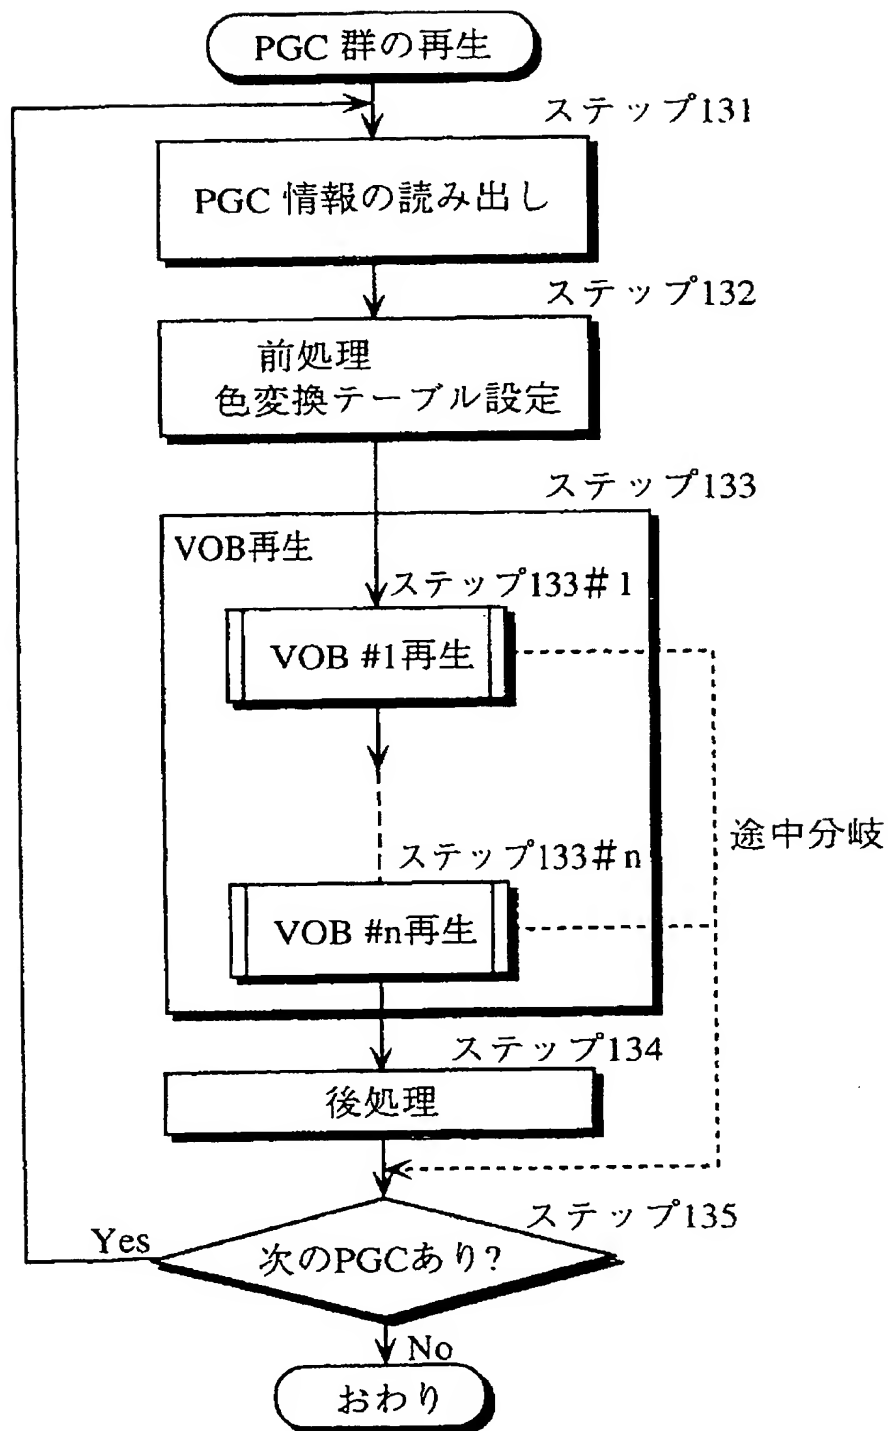 PGC 群の再生
ステップ131
PGC 情報の読み出し
ステップ132
前処理
色変換テーブル設定
ステップ133
VOB再生
ステップ133＃1
VOB #1再生
途中分岐
ステップ133＃n
VOB #n再生
ステップ134
後処理
ステップ135
Yes
次のPGCあり?
No
おわり